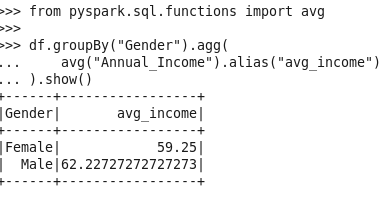 >>> from pyspark.sql.functions import avg
>>>
>>> df.groupBy("Gender").agg(
...     avg("Annual_Income").alias("avg_income")
... ).show()
+------+-----------------+
|Gender|       avg_income|
+------+-----------------+
|Female|            59.25|
|  Male|62.22727272727273|
+------+-----------------+